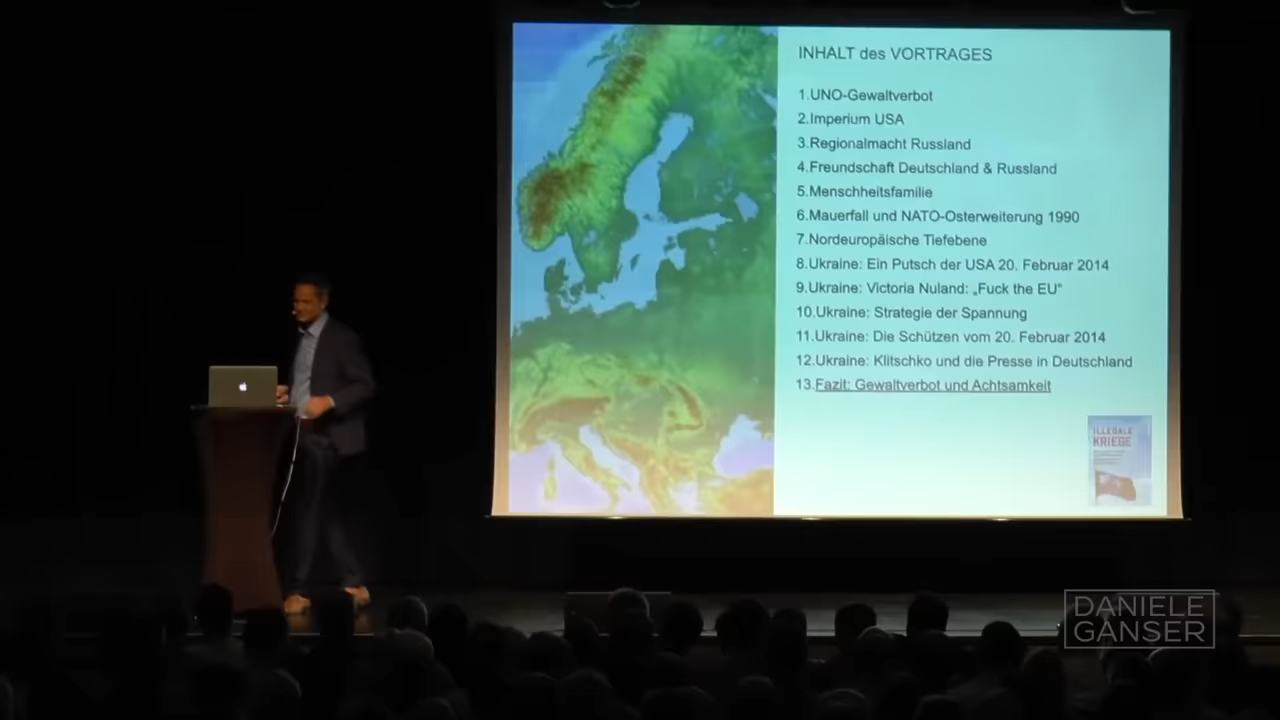 INHALT des VORTRAGES
1.UNO-Gewaltverbot
2.Imperium USA
3.Regionalmacht Russland
4.Freundschaft Deutschland & Russland
5.Menschheitsfamilie
6.Mauerfall und NATO-Osterweiterung 1990
7.Nordeuropäische Tiefebene
8.Ukraine: Ein Putsch der USA 20. Februar 2014
9.Ukraine: Victoria Nuland: „Fuck the EU"
10.Ukraine: Strategie der Spannung
11.Ukraine: Die Schützen vom 20. Februar 2014
12.Ukraine: Klitschko und die Presse in Deutschland
13.Fazit: Gewaltverbot und Achtsamkeit
ILLEGALE
KRIEGE
DANIELE
GANSER